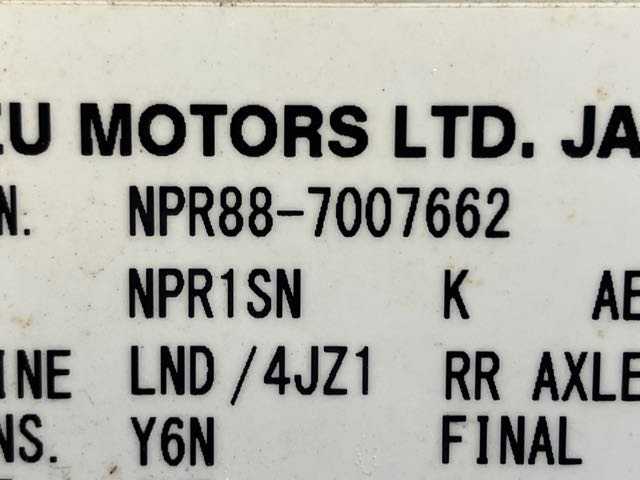 ZU MOTORS LTD. JA
N. NPR88-7007662
NPR1SN K AE
INE LND/4JZ1 RR AXLE
NS. Y6N FINAL